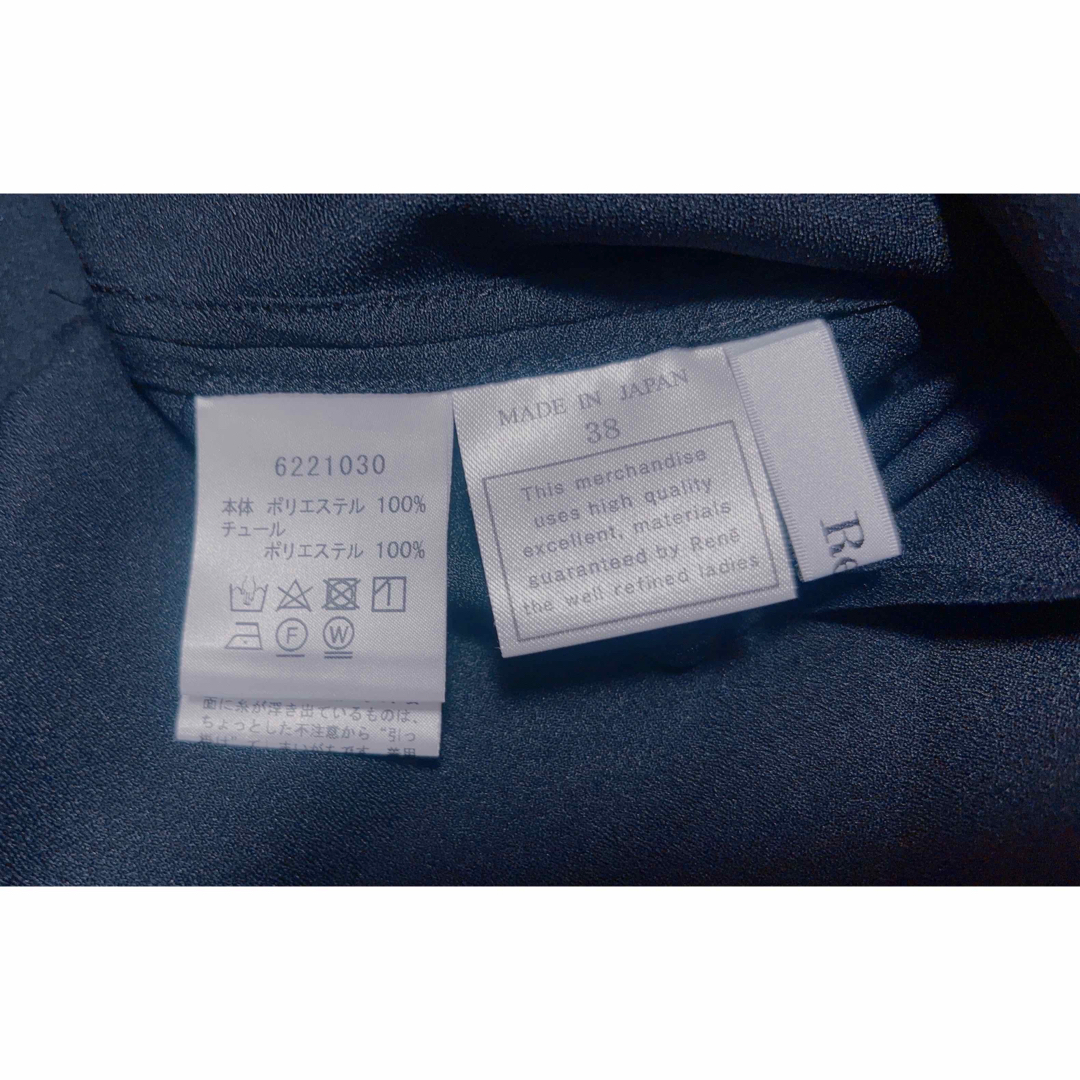 6221030
本体 ポリエステル 100%
チュール
ポリエステル 100%
F W
面に糸が浮き出ているものは、
ちょっとした不注意から“引っ
MADE IN JAPAN
38
This merchandise
uses high quality
excellent, materials
guaranteed by René
the well refined ladies
Re